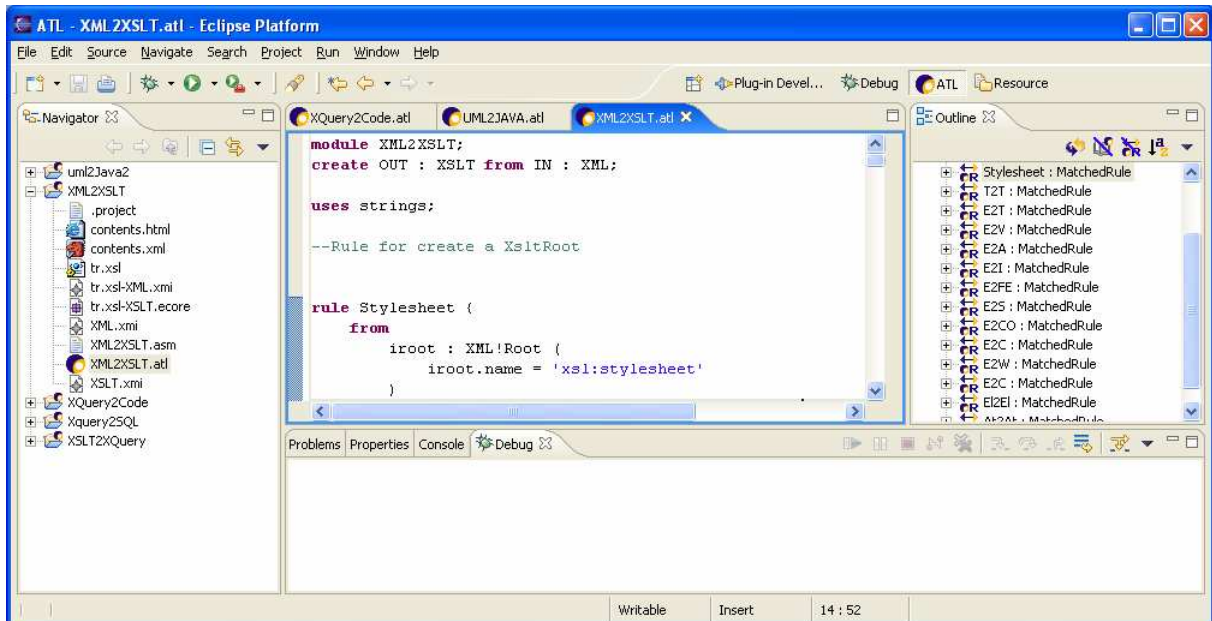 ATL - XML2XSLT.atl - Eclipse Platform
File Edit Source Navigate Search Project Run Window Help
Plug-in Devel... Debug ATL Resource
Navigator
uml2Java2
XML2XSLT
.project
contents.html
contents.xml
tr.xsl
tr.xsl-XML.xmi
tr.xsl-XSLT.ecore
XML.xmi
XML2XSLT.asm
XML2XSLT.atl
XSLT.xmi
XQuery2Code
Xquery2SQL
XSLT2XQuery
XQuery2Code.atl UML2JAVA.atl XML2XSLT.atl
module XML2XSLT;
create OUT : XSLT from IN : XML;
uses strings;
--Rule for create a XsltRoot
rule Stylesheet {
from
iroot : XML!Root (
iroot.name = 'xsl:stylesheet'
)
Outline
Stylesheet : MatchedRule
T2T : MatchedRule
E2T : MatchedRule
E2V : MatchedRule
E2A : MatchedRule
E2I : MatchedRule
E2FE : MatchedRule
E2S : MatchedRule
E2CO : MatchedRule
E2C : MatchedRule
E2W : MatchedRule
E2C : MatchedRule
El2El : MatchedRule
At2At : MatchedRule
Problems Properties Console Debug
Writable Insert 14 : 52